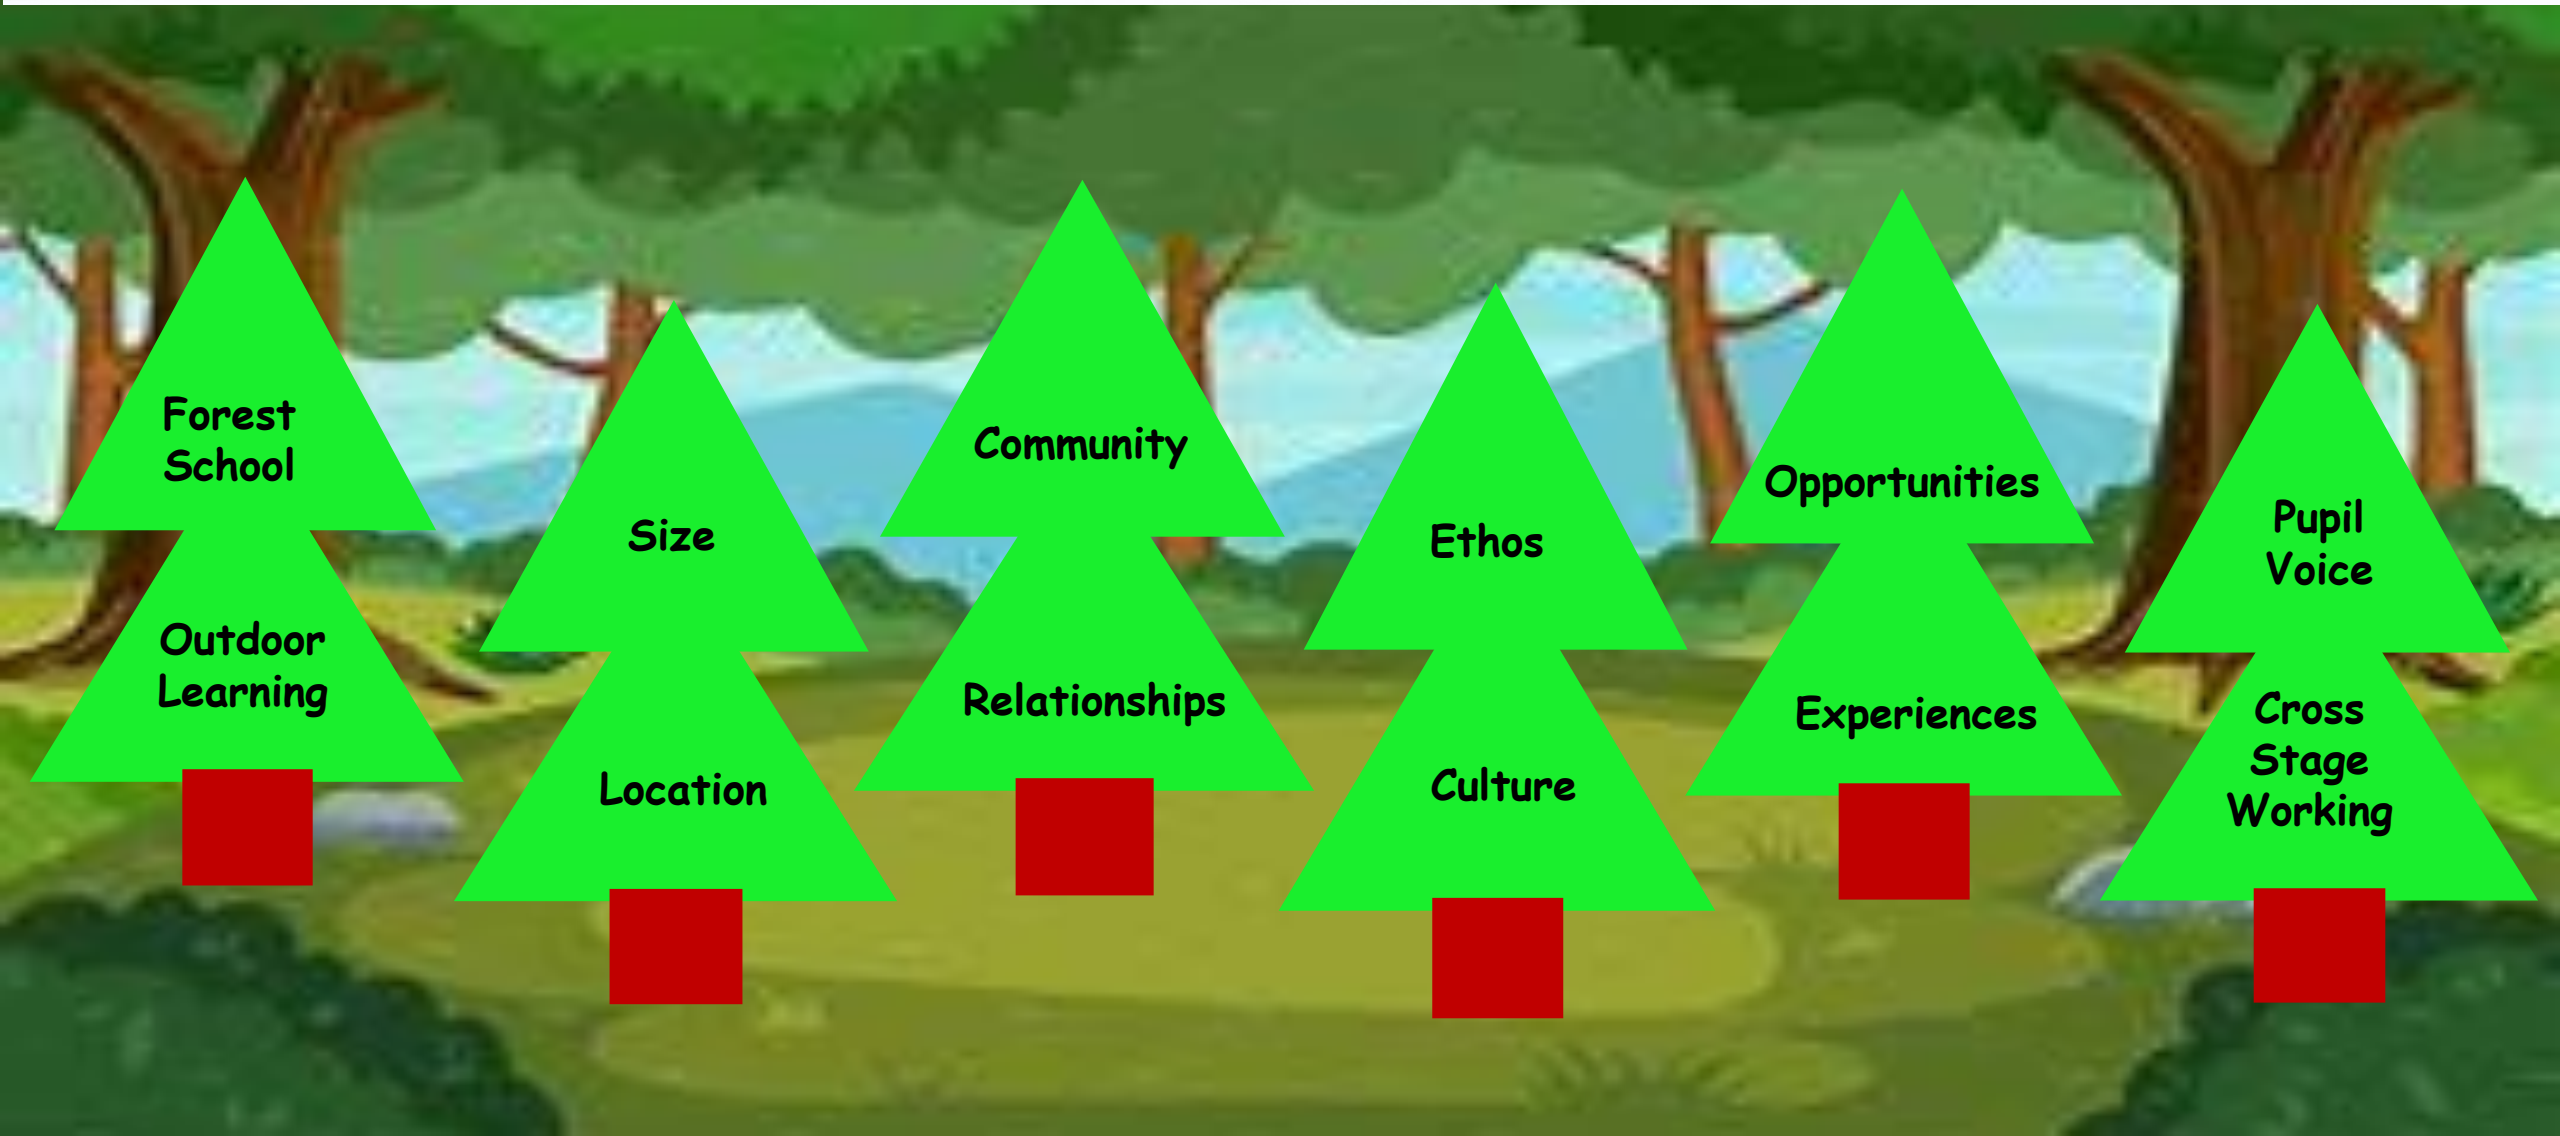 Forest
School
Outdoor
Learning
Size
Location
Community
Relationships
Ethos
Culture
Opportunities
Experiences
Pupil
Voice
Cross
Stage
Working